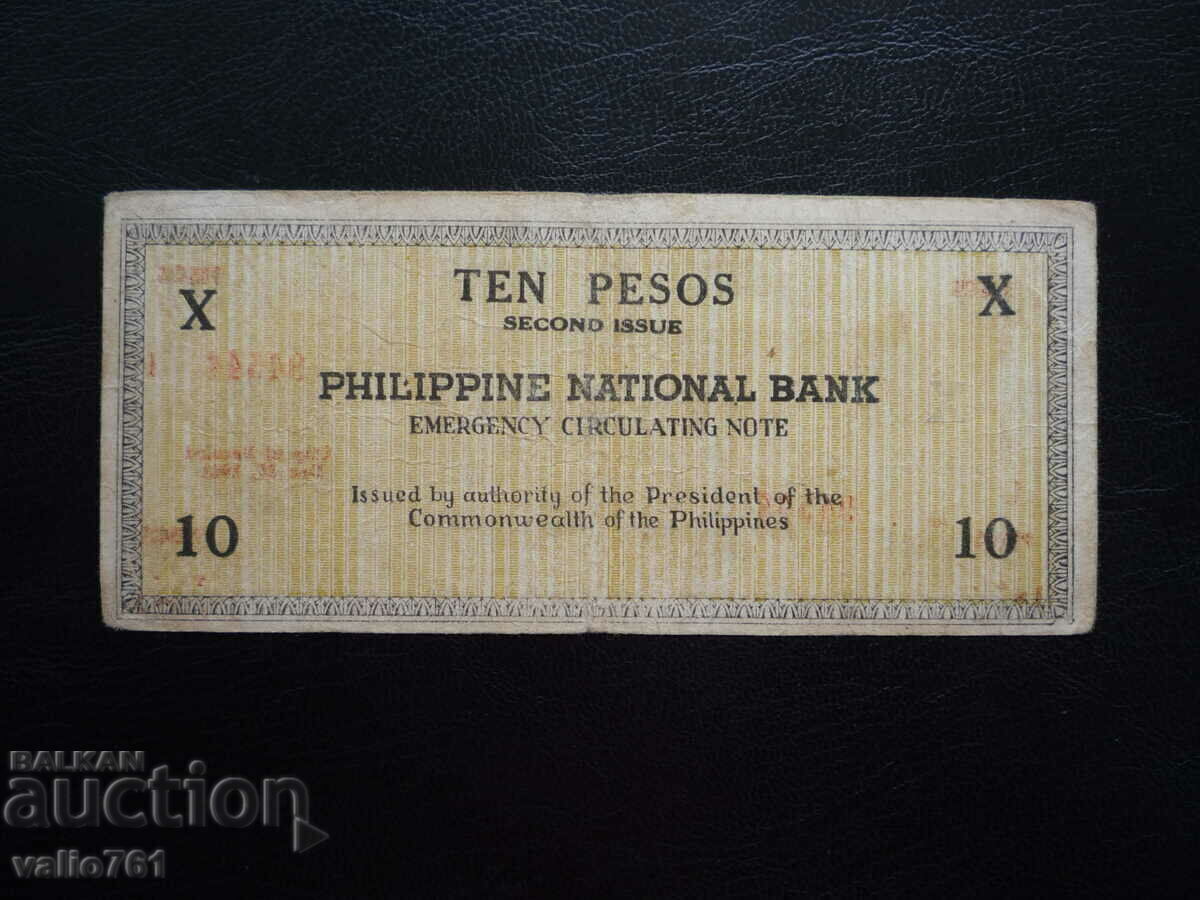 TEN PESOS
X X
SECOND ISSUE
PHILIPPINE NATIONAL BANK
EMERGENCY CIRCULATING NOTE
Issued by authority of the President of the
Commonwealth of the Philippines
10 10
BALKAN
auction
valio761